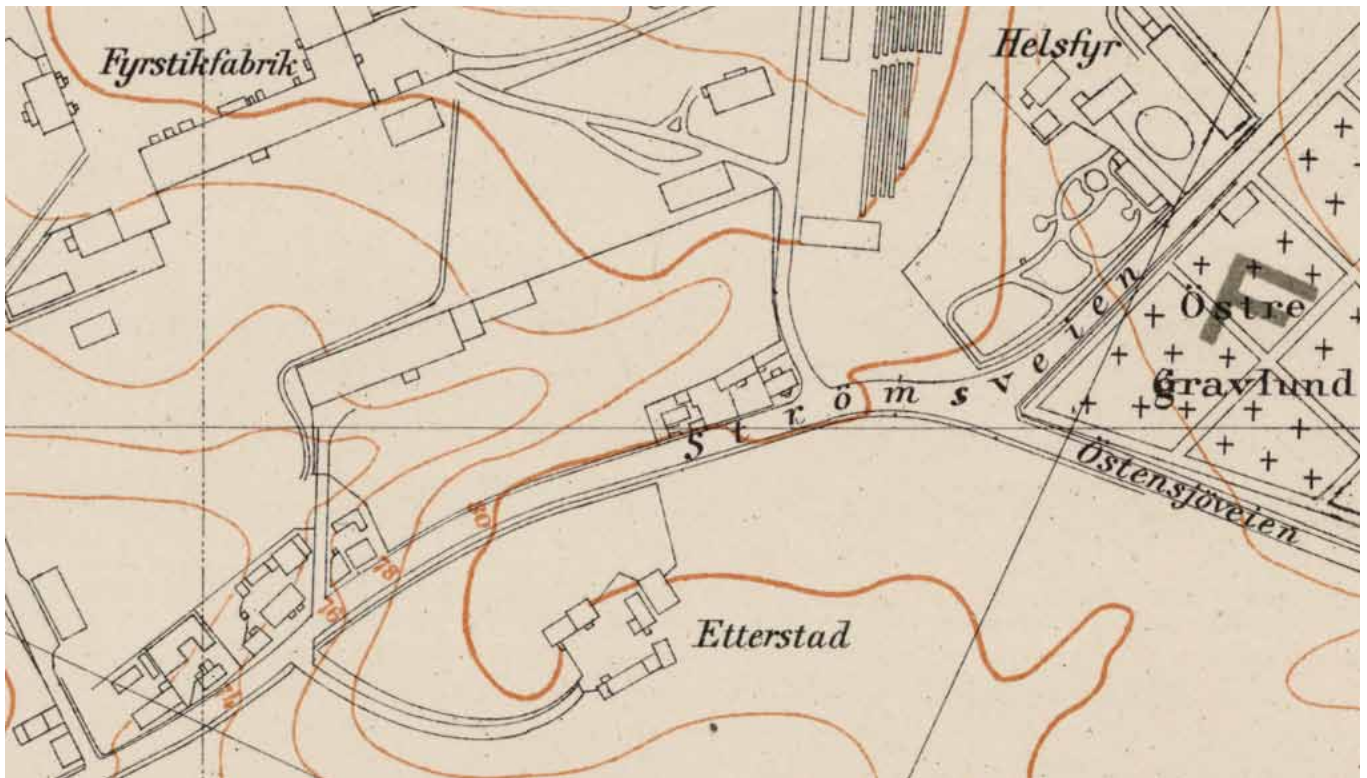 Fyrstikfabrik
Helsfyr
Östre
gravlund
Strömsveien
Östensjöveien
80
78
76
74
Etterstad